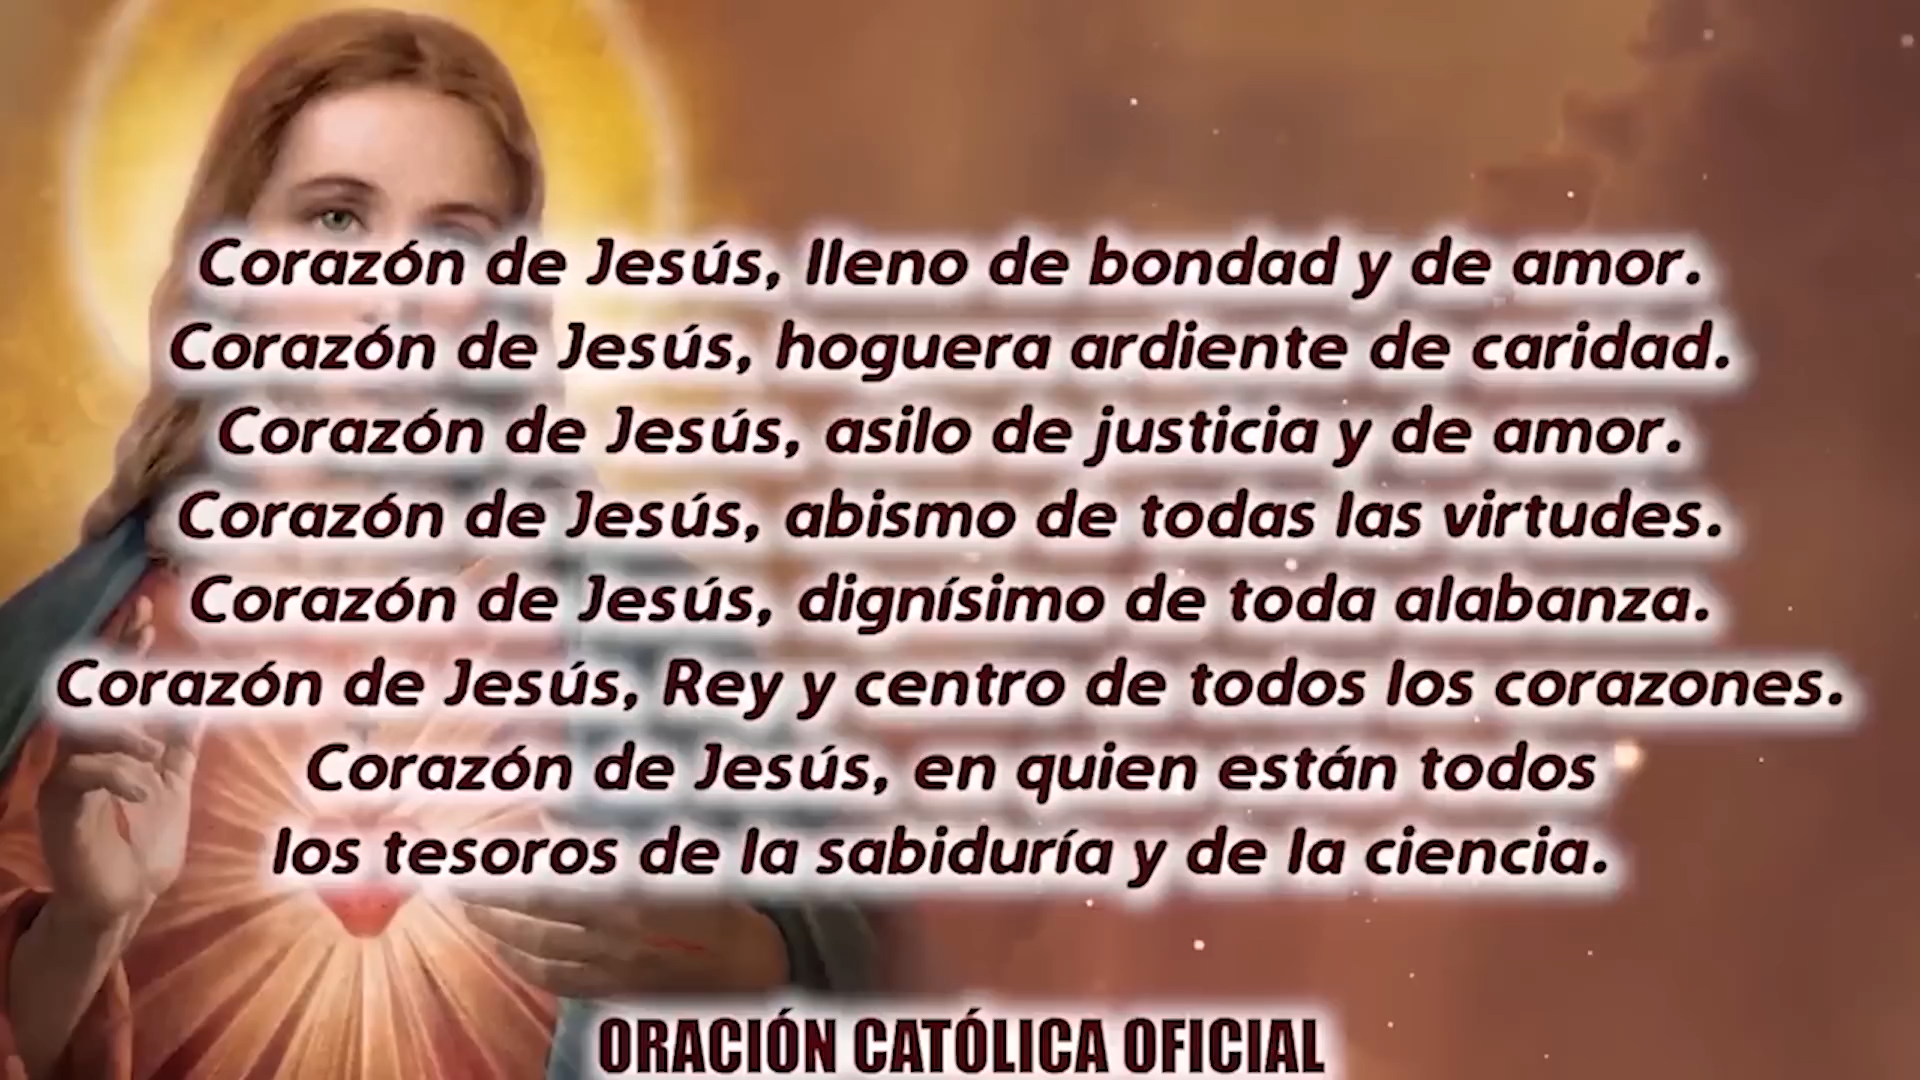 Corazón de Jesús, lleno de bondad y de amor.
Corazón de Jesús, hoguera ardiente de caridad.
Corazón de Jesús, asilo de justicia y de amor.
Corazón de Jesús, abismo de todas las virtudes.
Corazón de Jesús, dignísimo de toda alabanza.
Corazón de Jesús, Rey y centro de todos los corazones.
Corazón de Jesús, en quien están todos
los tesoros de la sabiduría y de la ciencia.
ORACIÓN CATÓLICA OFICIAL